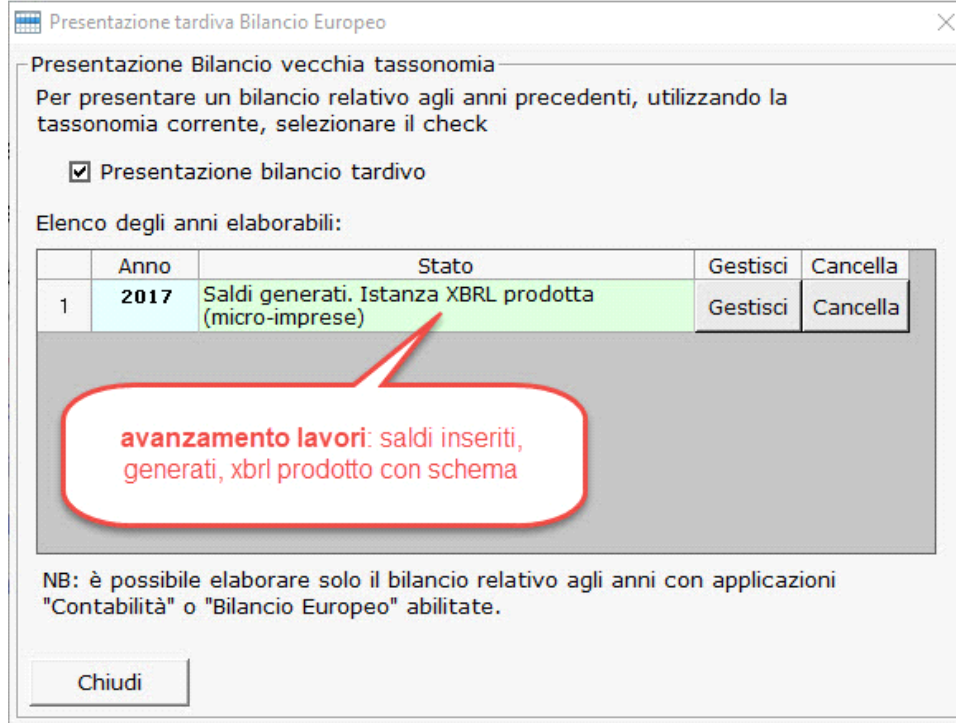 Presentazione tardiva Bilancio Europeo
Presentazione Bilancio vecchia tassonomia
Per presentare un bilancio relativo agli anni precedenti, utilizzando la
tassonomia corrente, selezionare il check
Presentazione bilancio tardivo
Elenco degli anni elaborabili:
Anno Stato Gestisci Cancella
1 2017 Saldi generati. Istanza XBRL prodotta
(micro-imprese) Gestisci Cancella
avanzamento lavori: saldi inseriti,
generati, xbrl prodotto con schema
NB: è possibile elaborare solo il bilancio relativo agli anni con applicazioni
"Contabilità" o "Bilancio Europeo" abilitate.
Chiudi